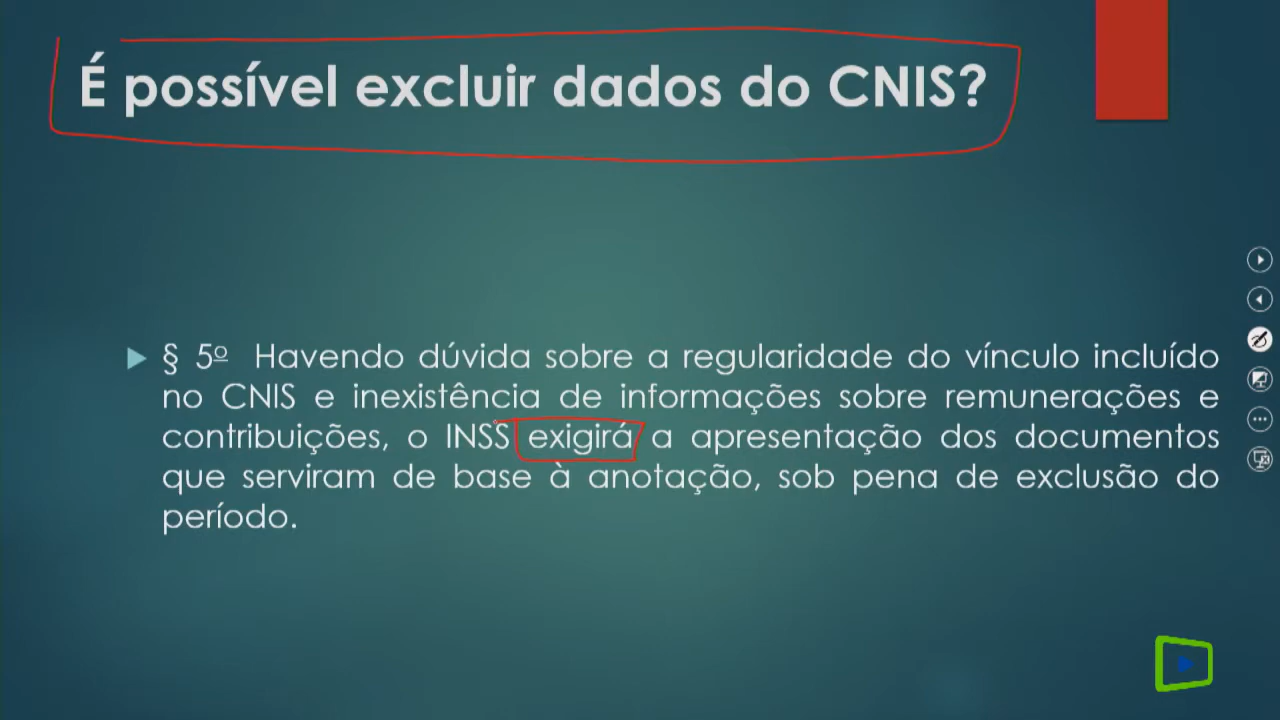 É possível excluir dados do CNIS?
§ 5º Havendo dúvida sobre a regularidade do vínculo incluído
no CNIS e inexistência de informações sobre remunerações e
contribuições, o INSS exigirá a apresentação dos documentos
que serviram de base à anotação, sob pena de exclusão do
período.